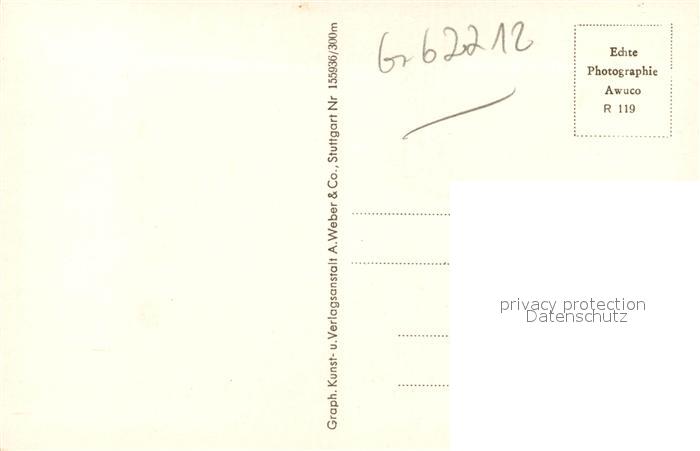 Graph. Kunst- u. Verlagsanstalt A. Weber & Co., Stuttgart Nr 155936/300m
Gr 62212
Echte
Photographie
Awuco
R 119
privacy protection
Datenschutz